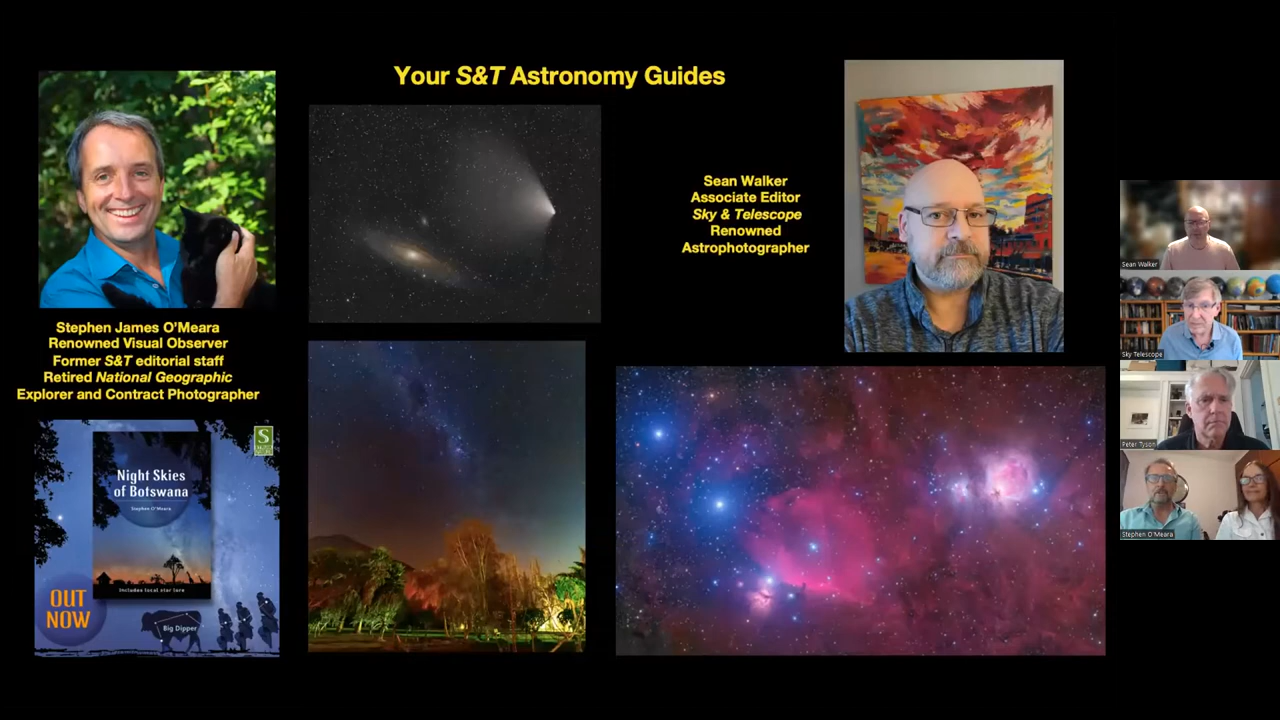 Your S&T Astronomy Guides
Stephen James O'Meara
Renowned Visual Observer
Former S&T editorial staff
Retired National Geographic
Explorer and Contract Photographer
Sean Walker
Associate Editor
Sky & Telescope
Renowned
Astrophotographer
Night Skies
of Botswana
Stephen O'Meara
Includes local star lore
OUT
NOW
Big Dipper
S
Sean Walker
Sky Telescope
Peter Tyson
Stephen O'Meara